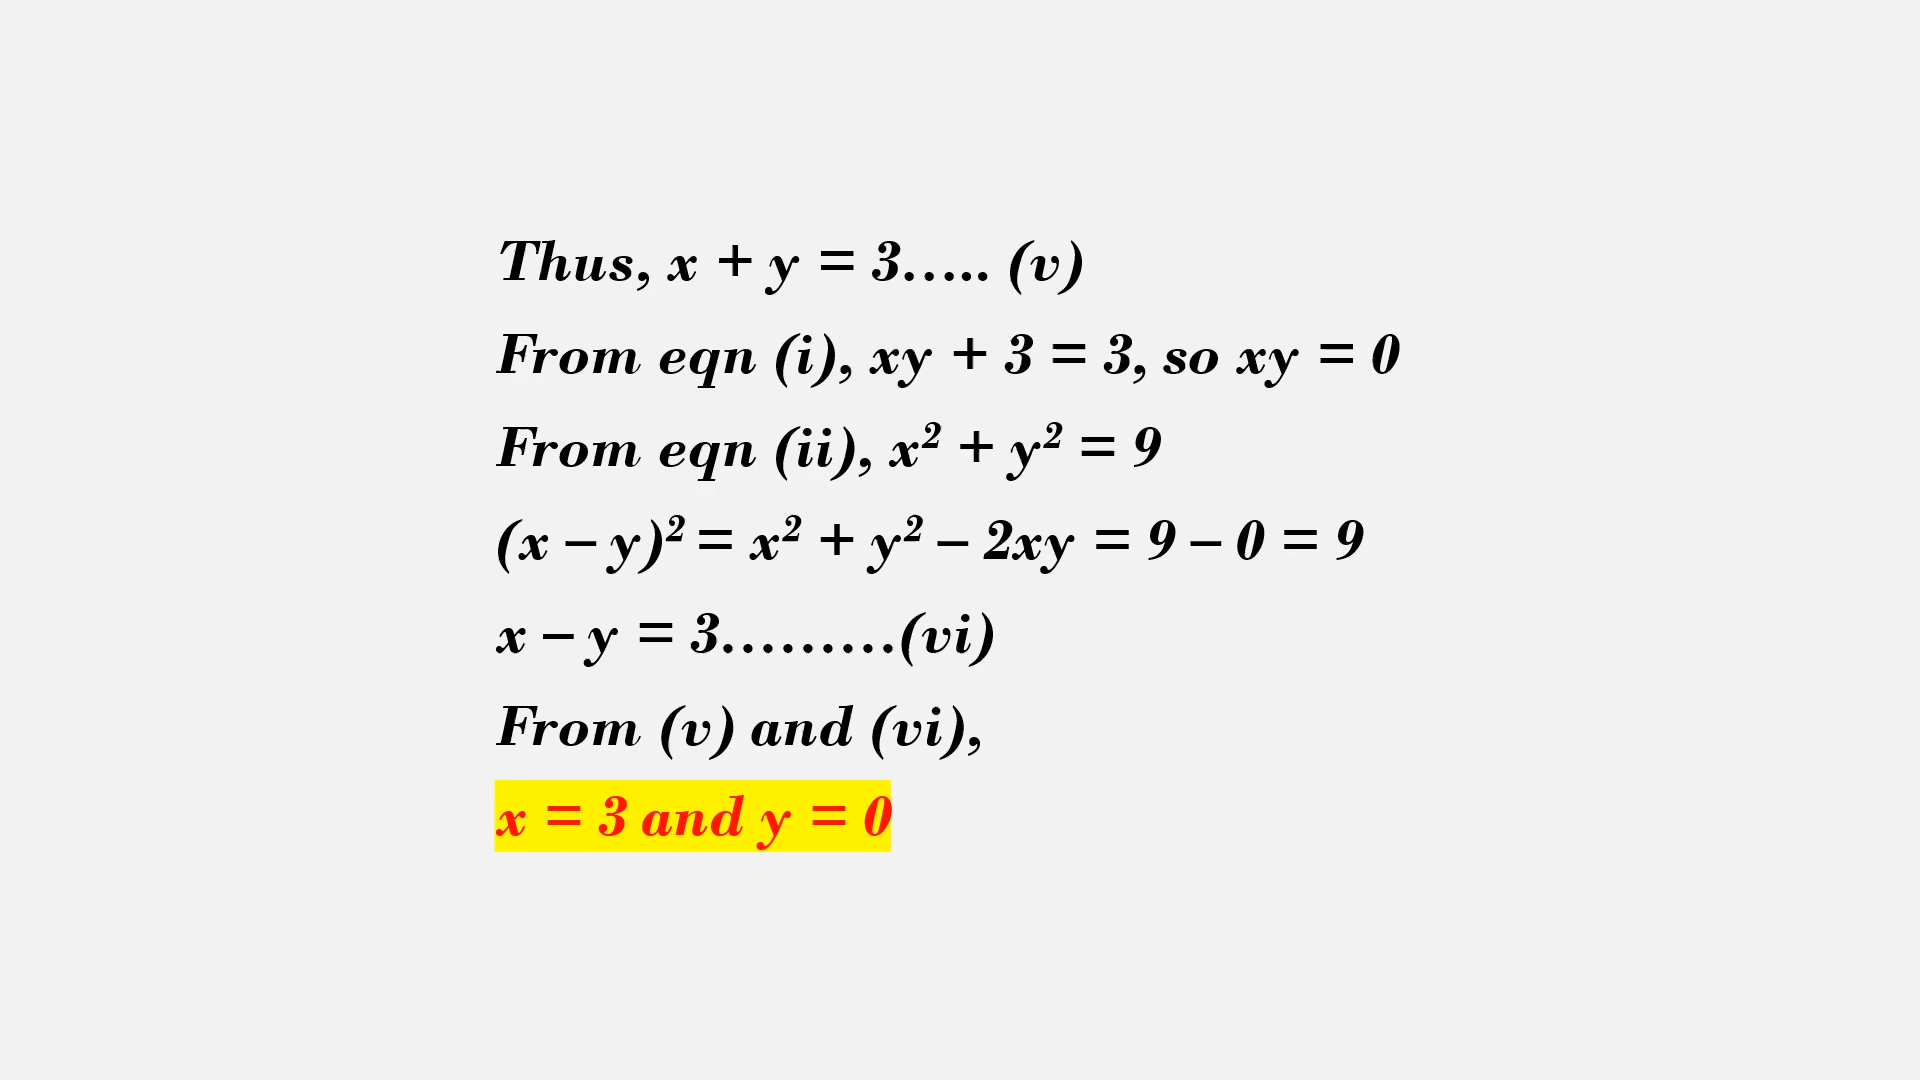 Thus, x + y = 3….. (v)
From eqn (i), xy + 3 = 3, so xy = 0
From eqn (ii), x² + y² = 9
(x – y)² = x² + y² – 2xy = 9 – 0 = 9
x – y = 3………(vi)
From (v) and (vi),
x = 3 and y = 0